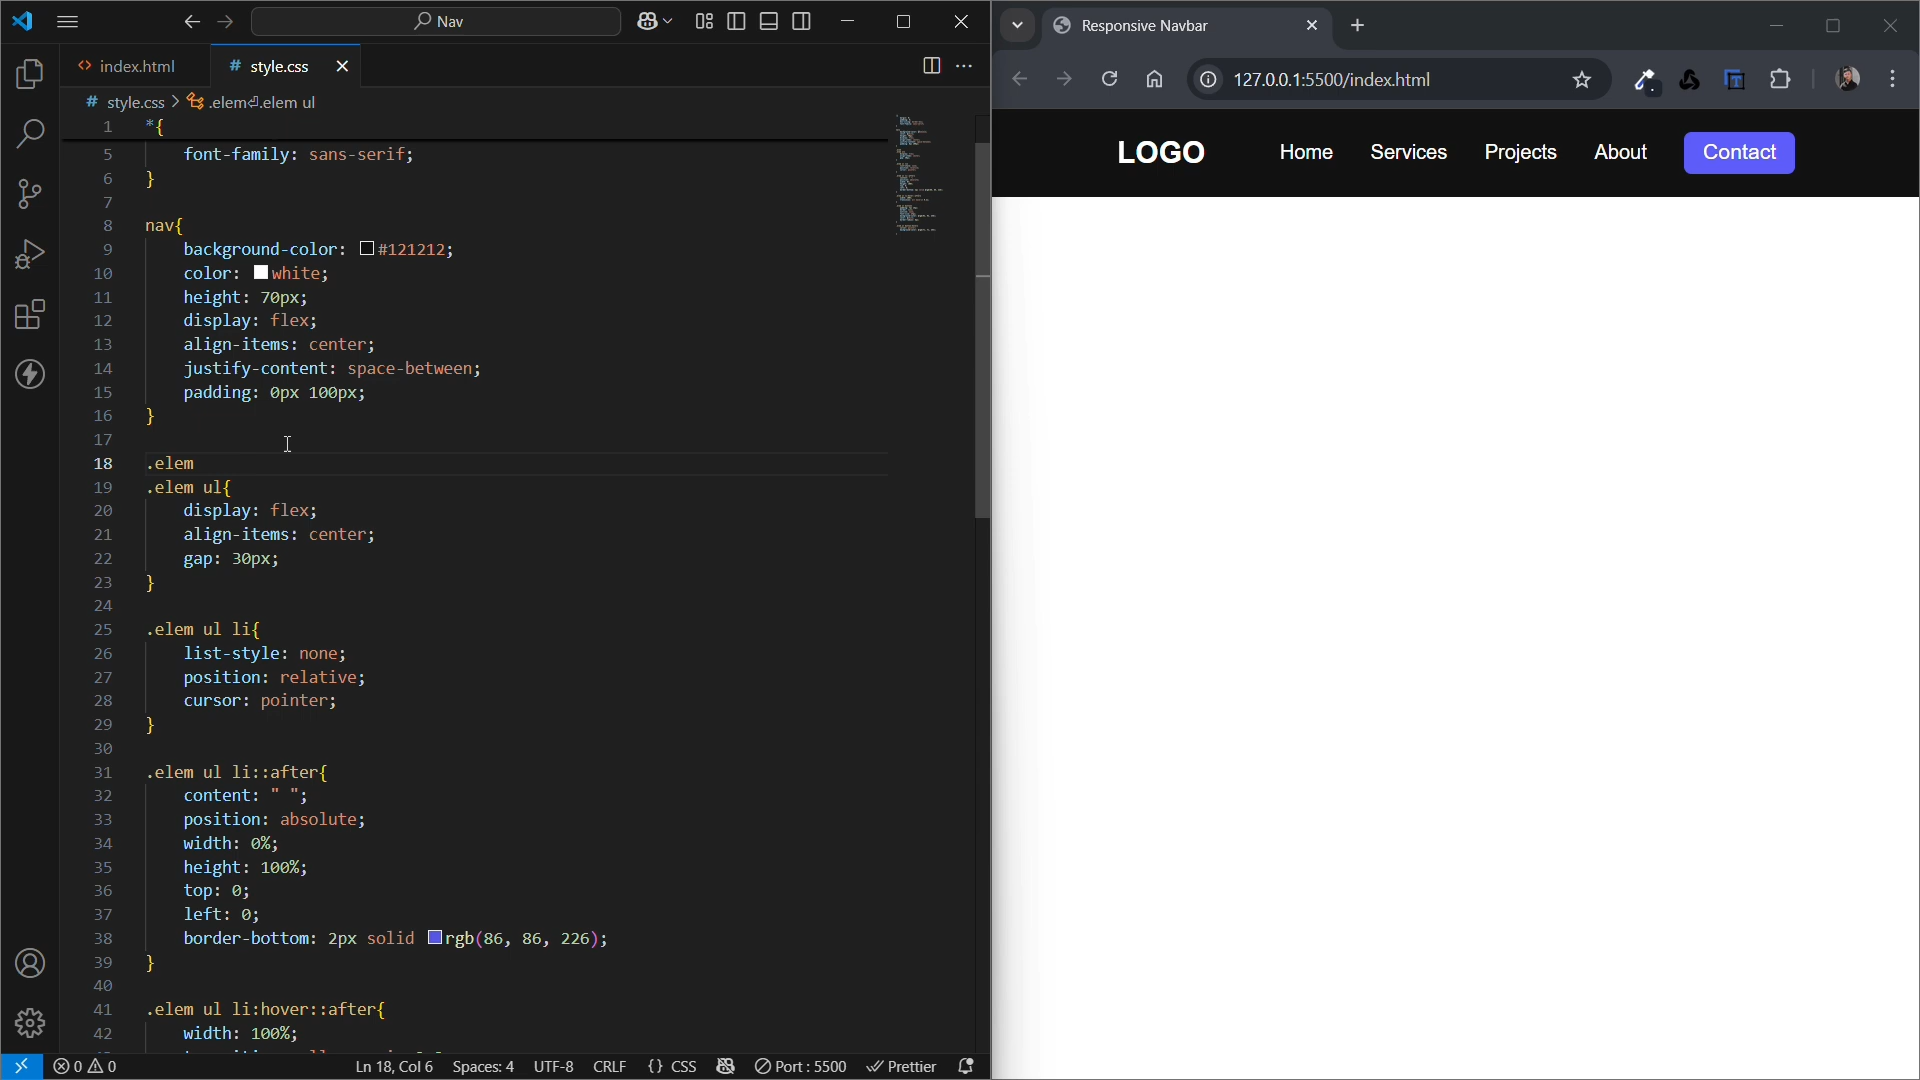 Nav
index.html
# style.css
# style.css > .elem⏎.elem ul
1 *{
5 font-family: sans-serif;
6 }
7
8 nav{
9 background-color: #121212;
10 color: white;
11 height: 70px;
12 display: flex;
13 align-items: center;
14 justify-content: space-between;
15 padding: 0px 100px;
16 }
17
18 .elem
19 .elem ul{
20 display: flex;
21 align-items: center;
22 gap: 30px;
23 }
24
25 .elem ul li{
26 list-style: none;
27 position: relative;
28 cursor: pointer;
29 }
30
31 .elem ul li::after{
32 content: " ";
33 position: absolute;
34 width: 0%;
35 height: 100%;
36 top: 0;
37 left: 0;
38 border-bottom: 2px solid rgb(86, 86, 226);
39 }
40
41 .elem ul li:hover::after{
42 width: 100%;
0 0 Ln 18, Col 6 Spaces: 4 UTF-8 CRLF {} CSS Port : 5500 Prettier
Responsive Navbar
127.0.0.1:5500/index.html
LOGO Home Services Projects About Contact